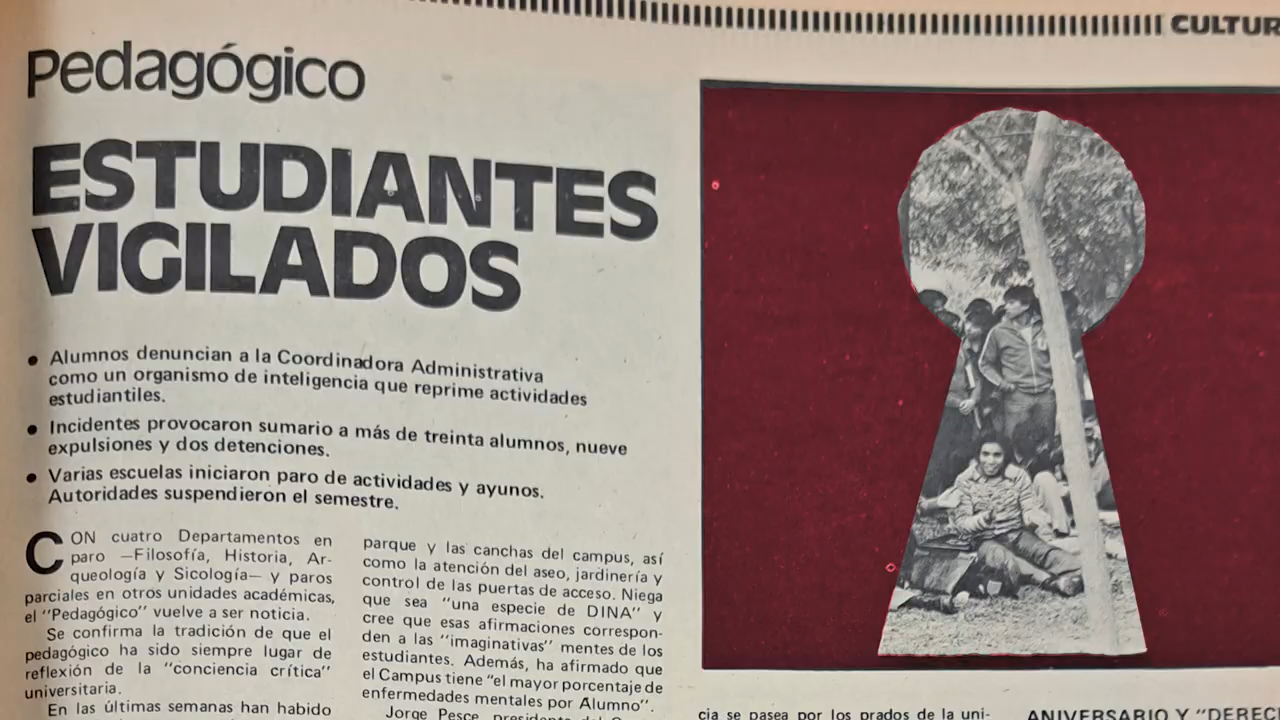 CULTUR
Pedagógico
ESTUDIANTES
VIGILADOS
• Alumnos denuncian a la Coordinadora Administrativa
como un organismo de inteligencia que reprime actividades
estudiantiles.
• Incidentes provocaron sumario a más de treinta alumnos, nueve
expulsiones y dos detenciones.
• Varias escuelas iniciaron paro de actividades y ayunos.
Autoridades suspendieron el semestre.
CON cuatro Departamentos en
paro —Filosofía, Historia, Ar-
queología y Sicología— y paros
parciales en otros unidades académicas,
el "Pedagógico" vuelve a ser noticia.
Se confirma la tradición de que el
pedagógico ha sido siempre lugar de
reflexión de la "conciencia crítica"
universitaria.
En las últimas semanas han habido
parque y las canchas del campus, así
como la atención del aseo, jardinería y
control de las puertas de acceso. Niega
que sea "una especie de DINA" y
cree que esas afirmaciones correspon-
den a las "imaginativas" mentes de los
estudiantes. Además, ha afirmado que
el Campus tiene "el mayor porcentaje de
enfermedades mentales por Alumno".
Jorge Pesce, presidente del
cia se pasea por los prados de la uni-
ANIVERSARIO Y "DEREC